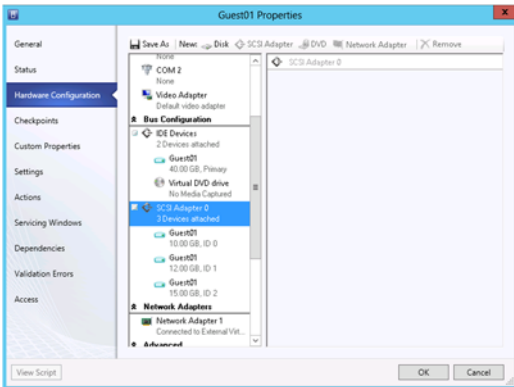 Guest01 Properties
x
General
Status
Hardware Configuration
Checkpoints
Custom Properties
Settings
Actions
Servicing Windows
Dependencies
Validation Errors
Access
Save As New: Disk SCSI Adapter DVD Network Adapter Remove
None
COM 2
None
Video Adapter
Default video adapter
Bus Configuration
IDE Devices
2 Devices attached
Guest01
40.00 GB, Primary
Virtual DVD drive
No Media Captured
SCSI Adapter 0
3 Devices attached
Guest01
10.00 GB, ID 0
Guest01
12.00 GB, ID 1
Guest01
15.00 GB, ID 2
Network Adapters
Network Adapter 1
Connected to External Virt...
Advanced
SCSI Adapter 0
View Script
OK Cancel